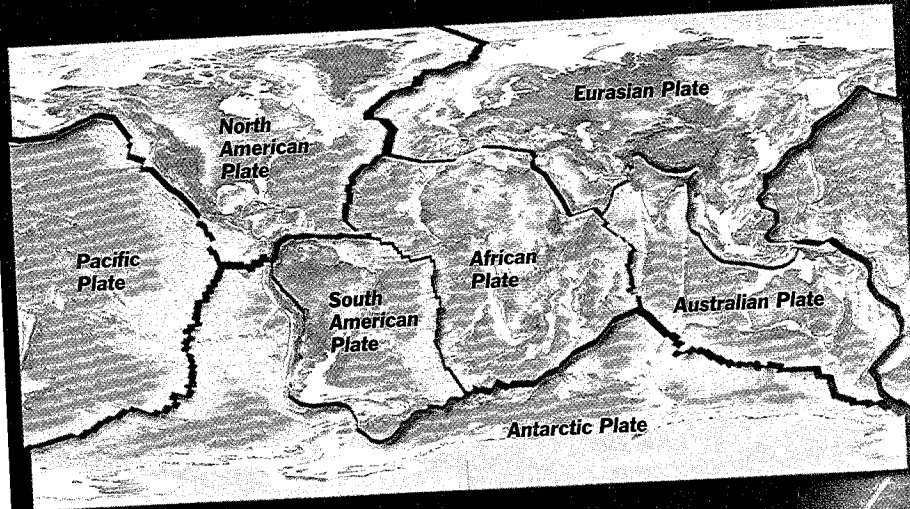 Eurasian Plate
North
American
Plate
Pacific
Plate
African
Plate
South
American
Plate
Australian Plate
Antarctic Plate